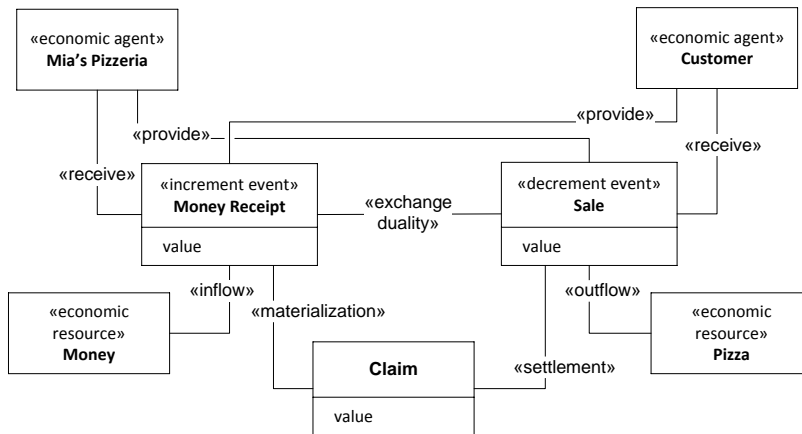 «economic agent»
Mia's Pizzeria
«economic agent»
Customer
«provide»
«provide»
«receive»
«receive»
«increment event»
Money Receipt
value
«exchange
duality»
«decrement event»
Sale
value
«inflow»
«outflow»
«materialization»
«economic
resource»
Money
«economic
resource»
Pizza
Claim
value
«settlement»